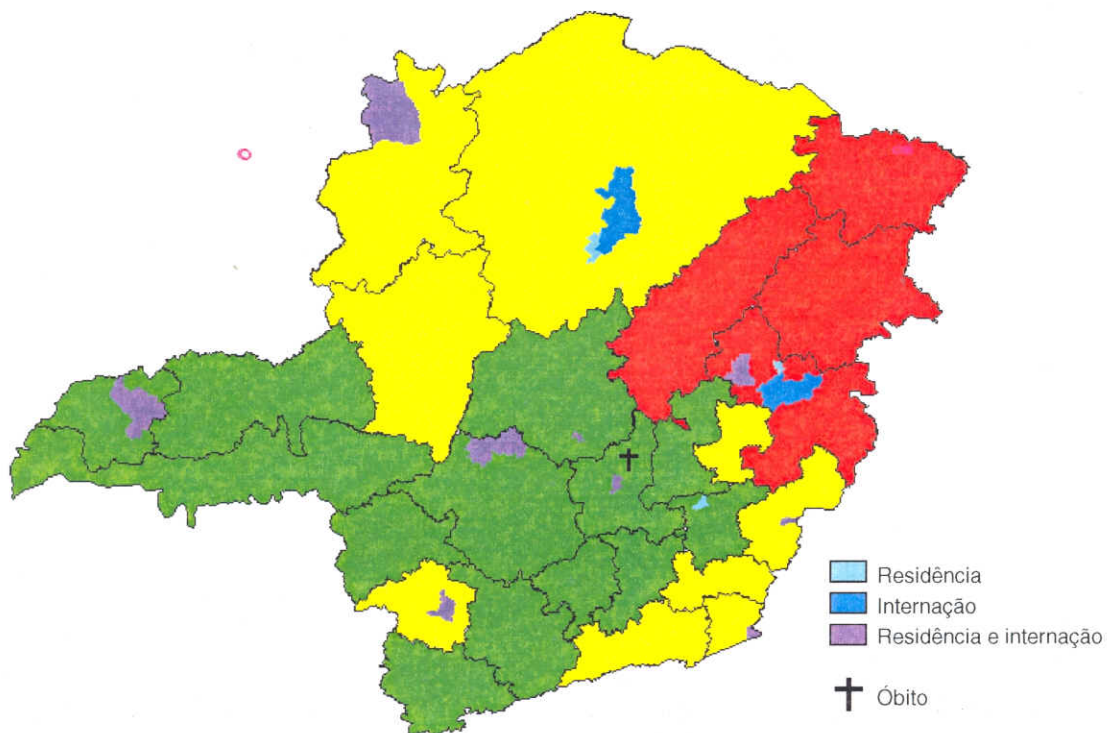 Residência
Internação
Residência e internação
Óbito